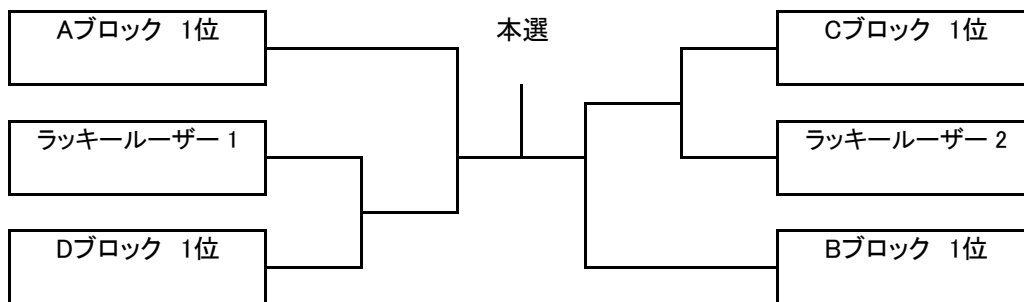 Aブロック 1位
本選
Cブロック 1位
ラッキールーザー 1
ラッキールーザー 2
Dブロック 1位
Bブロック 1位